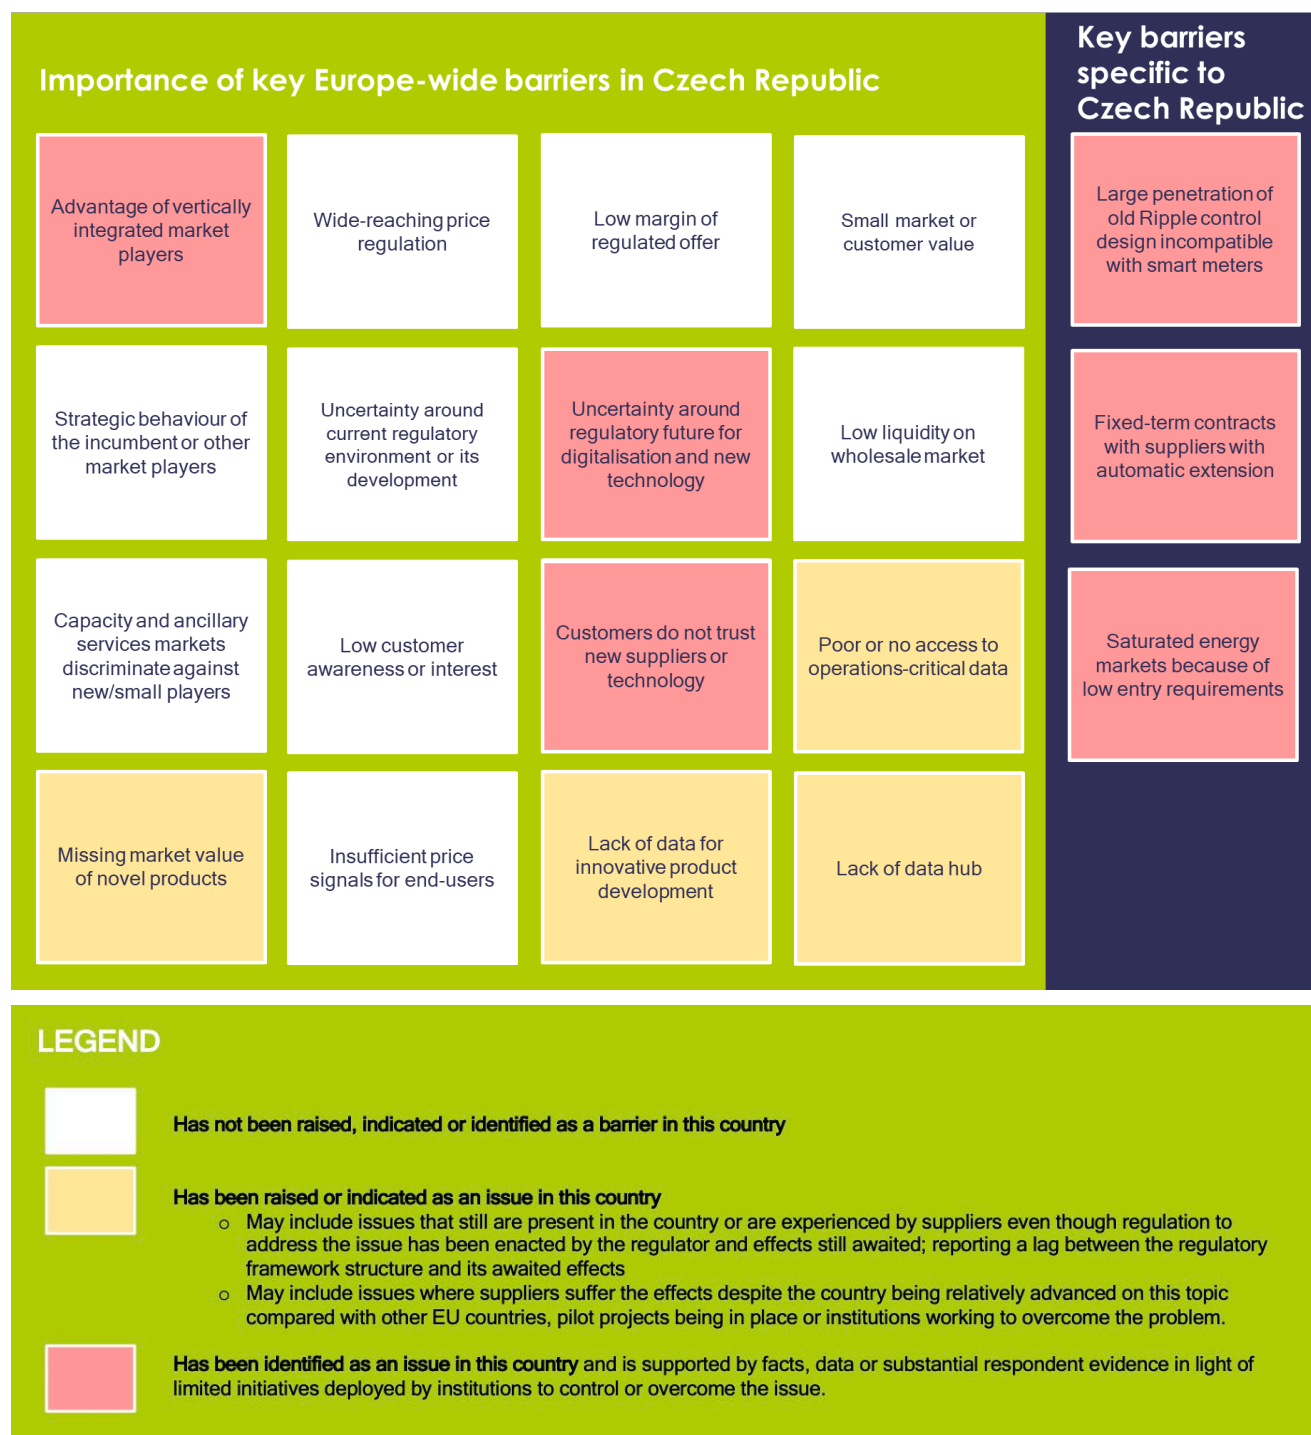 Importance of key Europe-wide barriers in Czech Republic
Key barriers
specific to
Czech Republic
Advantage of vertically
integrated market
players
Wide-reaching price
regulation
Low margin of
regulated offer
Small market or
customer value
Large penetration of
old Ripple control
design incompatible
with smart meters
Strategic behaviour of
the incumbent or other
market players
Uncertainty around
current regulatory
environment or its
development
Uncertainty around
regulatory future for
digitalisation and new
technology
Low liquidity on
wholesale market
Fixed-term contracts
with suppliers with
automatic extension
Capacity and ancillary
services markets
discriminate against
new/small players
Low customer
awareness or interest
Customers do not trust
new suppliers or
technology
Poor or no access to
operations-critical data
Saturated energy
markets because of
low entry requirements
Missing market value
of novel products
Insufficient price
signals for end-users
Lack of data for
innovative product
development
Lack of data hub
LEGEND
Has not been raised, indicated or identified as a barrier in this country
Has been raised or indicated as an issue in this country
o May include issues that still are present in the country or are experienced by suppliers even though regulation to
address the issue has been enacted by the regulator and effects still awaited; reporting a lag between the regulatory
framework structure and its awaited effects
o May include issues where suppliers suffer the effects despite the country being relatively advanced on this topic
compared with other EU countries, pilot projects being in place or institutions working to overcome the problem.
Has been identified as an issue in this country and is supported by facts, data or substantial respondent evidence in light of
limited initiatives deployed by institutions to control or overcome the issue.